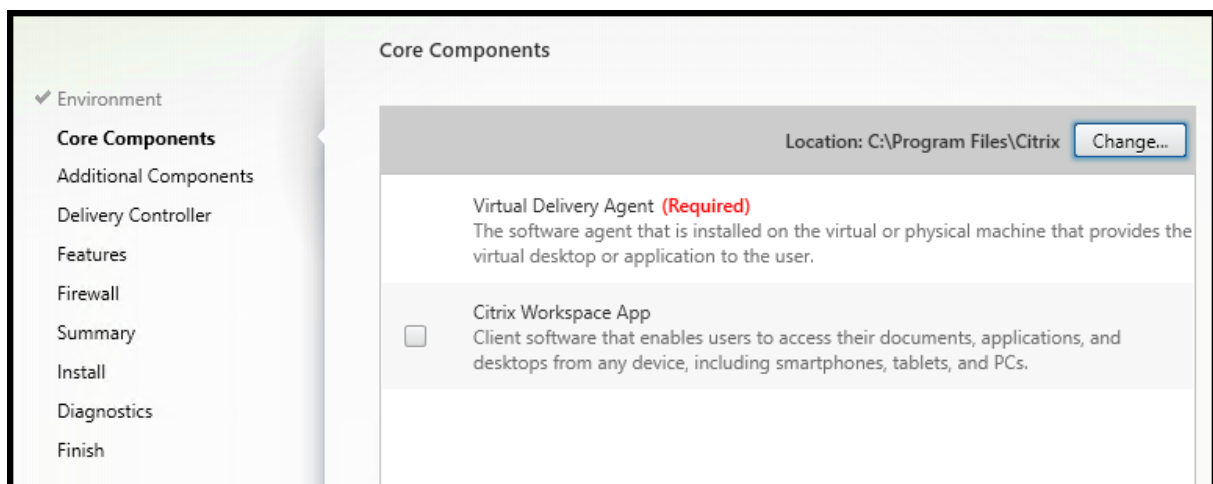 Core Components
Environment
Core Components
Additional Components
Delivery Controller
Features
Firewall
Summary
Install
Diagnostics
Finish
Location: C:\Program Files\Citrix Change...
Virtual Delivery Agent (Required)
The software agent that is installed on the virtual or physical machine that provides the
virtual desktop or application to the user.
Citrix Workspace App
Client software that enables users to access their documents, applications, and
desktops from any device, including smartphones, tablets, and PCs.